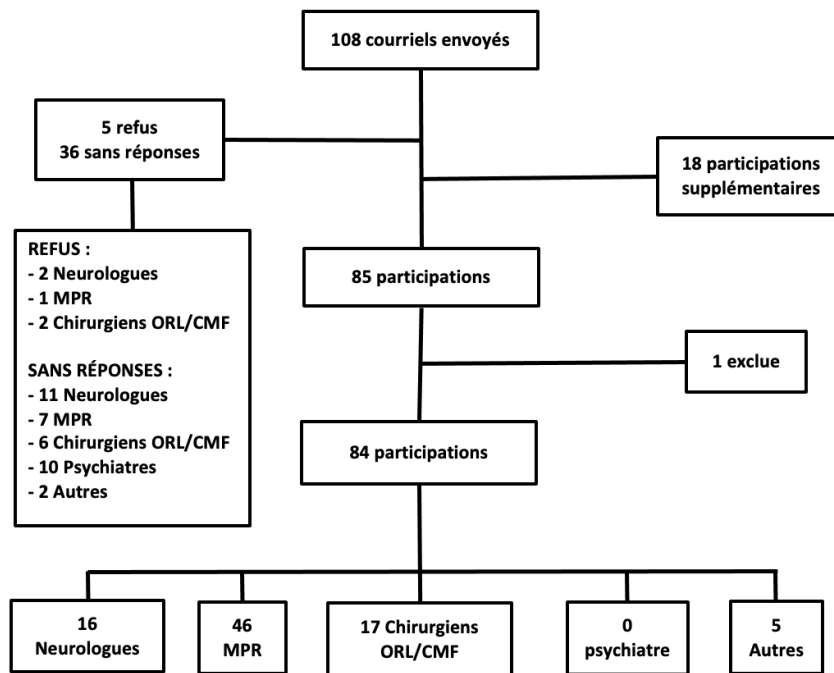 108 courriels envoyés
5 refus
36 sans réponses
18 participations
supplémentaires
REFUS :
- 2 Neurologues
- 1 MPR
- 2 Chirurgiens ORL/CMF
SANS RÉPONSES :
- 11 Neurologues
- 7 MPR
- 6 Chirurgiens ORL/CMF
- 10 Psychiatres
- 2 Autres
85 participations
1 exclue
84 participations
16
Neurologues
46
MPR
17 Chirurgiens
ORL/CMF
0
psychiatre
5
Autres